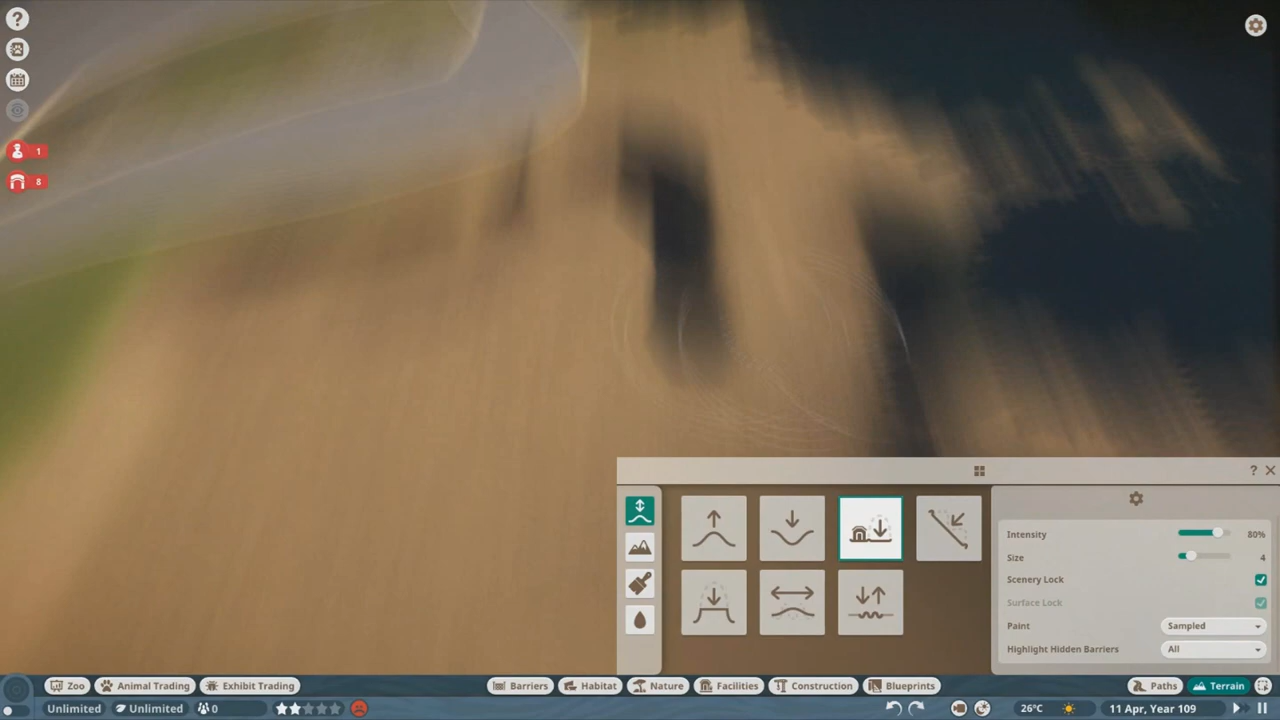 ?
1
8
?
Intensity 80%
Size 4
Scenery Lock
Surface Lock
Paint Sampled
Highlight Hidden Barriers All
Zoo Animal Trading Exhibit Trading Barriers Habitat Nature Facilities Construction Blueprints Paths Terrain
Unlimited Unlimited 0 26°C 11 Apr, Year 109